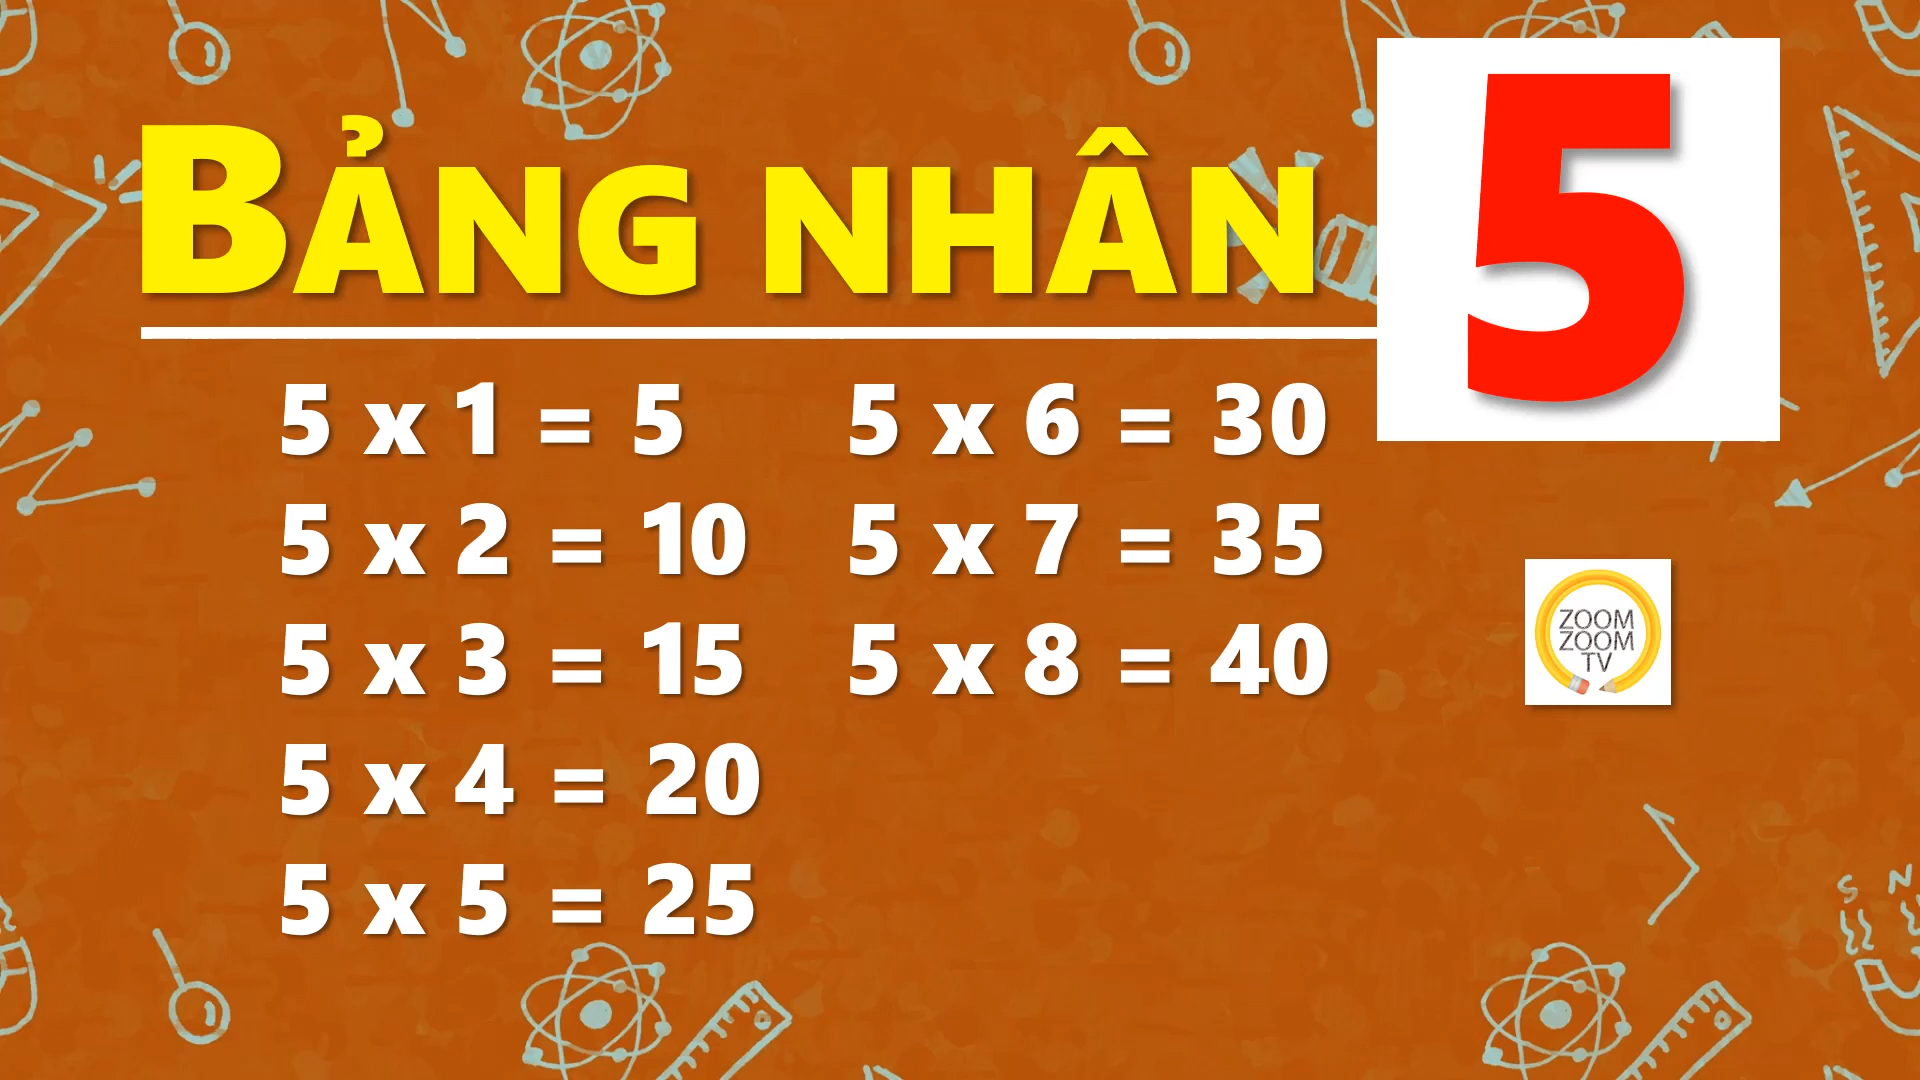 BẢNG NHÂN 5
5 x 1 = 5
5 x 2 = 10
5 x 3 = 15
5 x 4 = 20
5 x 5 = 25
5 x 6 = 30
5 x 7 = 35
5 x 8 = 40
ZOOM
ZOOM
TV
S N